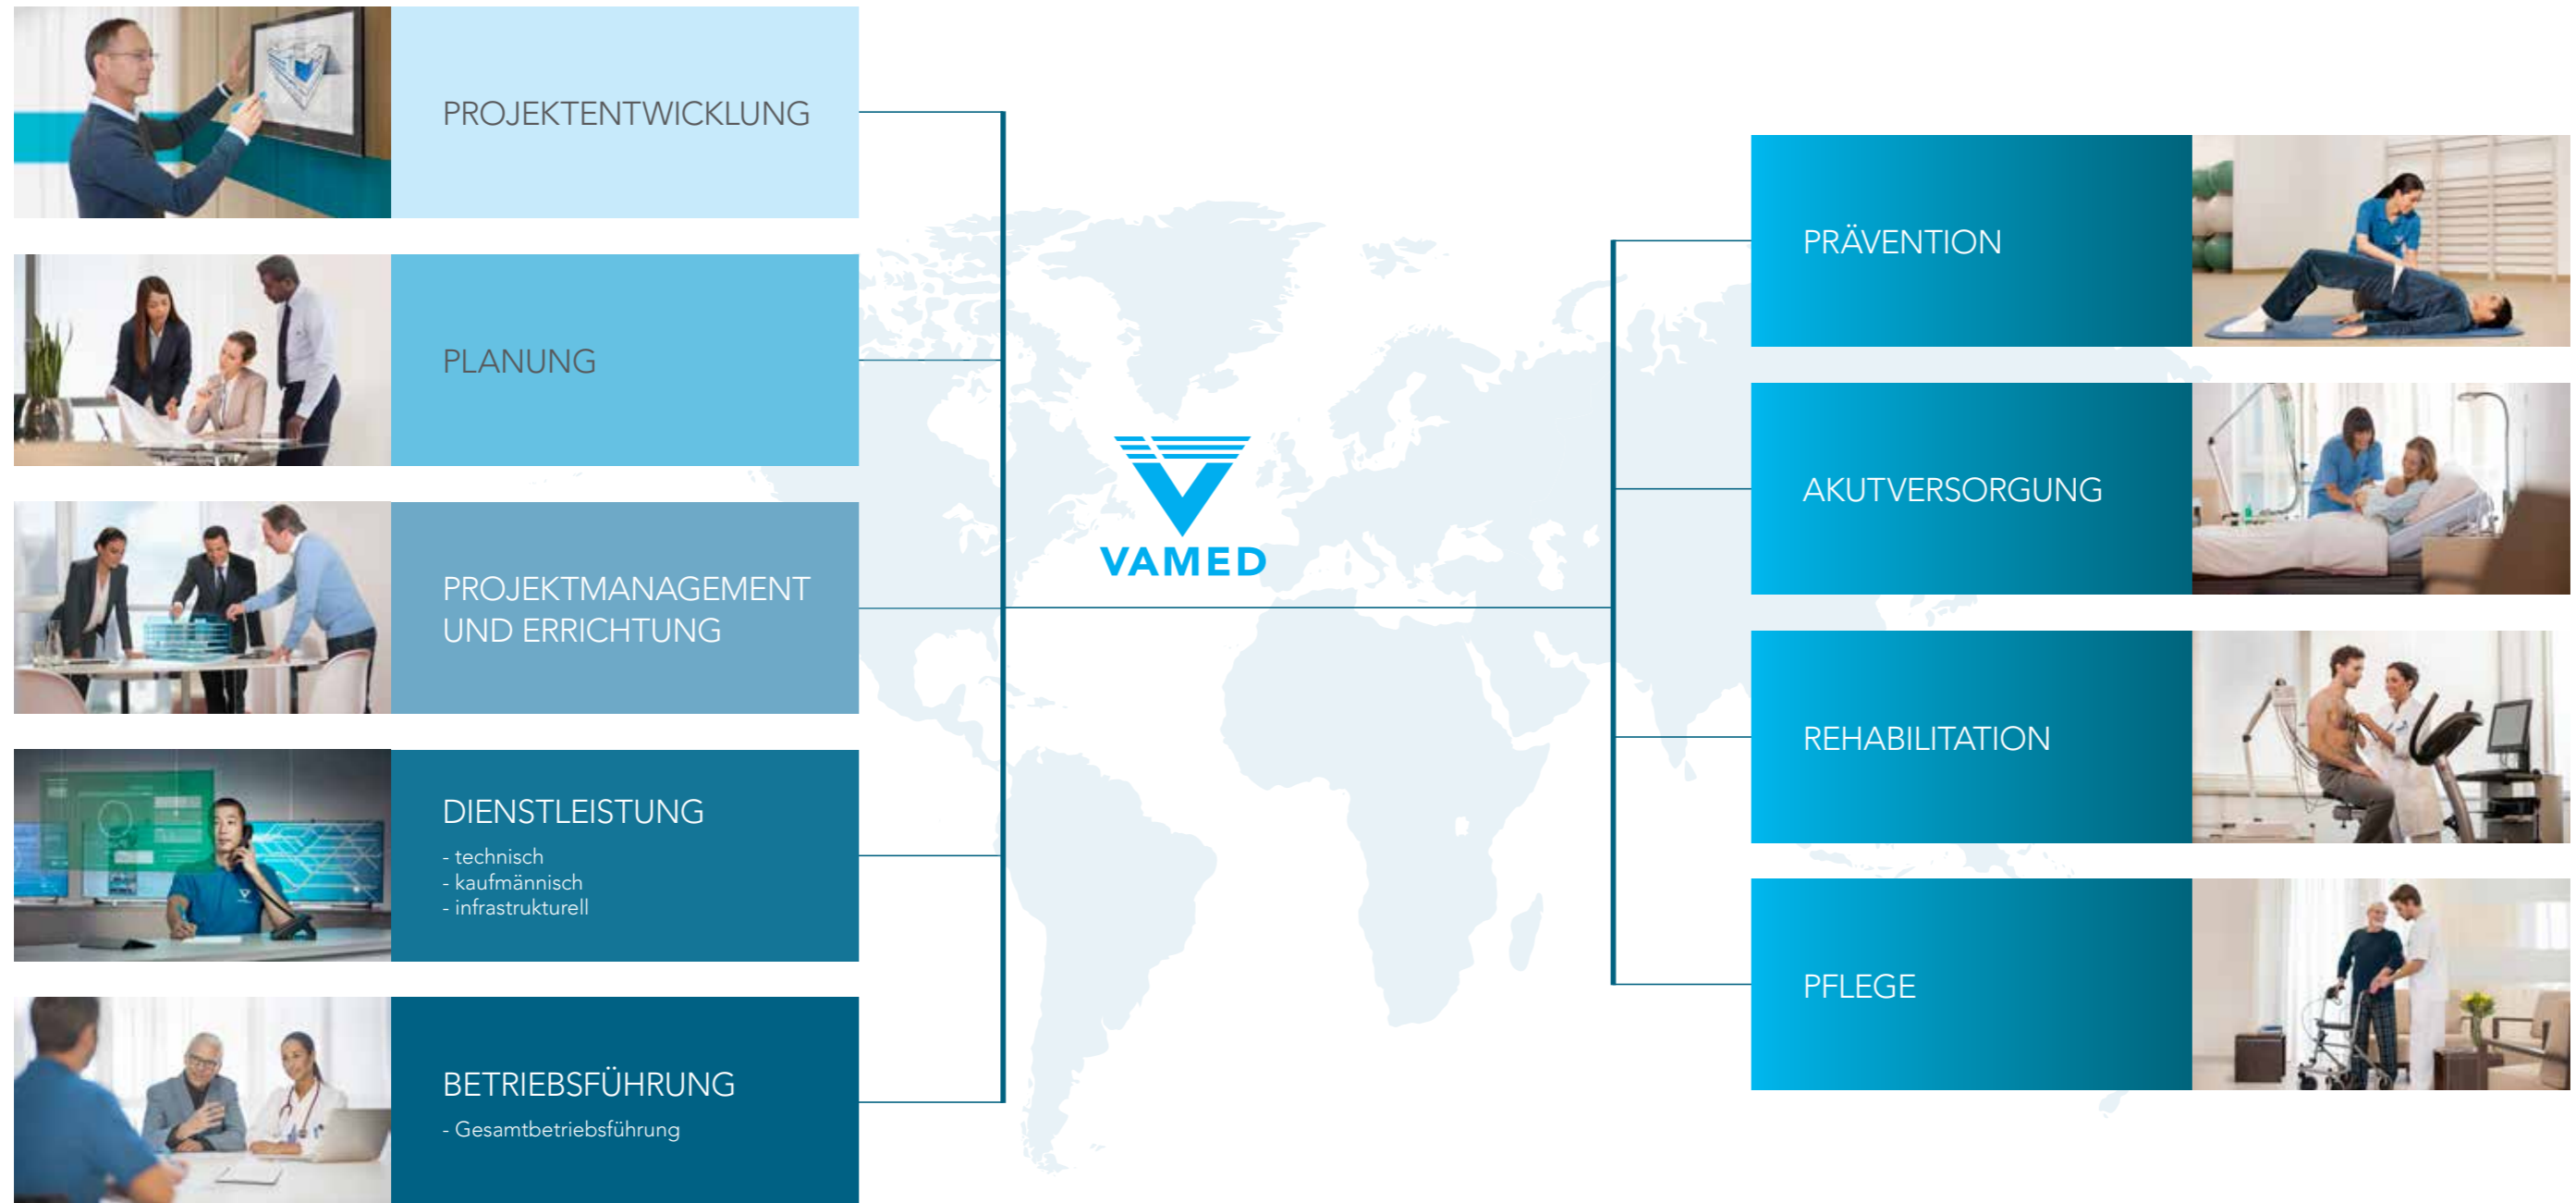 PROJEKTENTWICKLUNG
PLANUNG
PROJEKTMANAGEMENT
UND ERRICHTUNG
DIENSTLEISTUNG
- technisch
- kaufmännisch
- infrastrukturell
BETRIEBSFÜHRUNG
- Gesamtbetriebsführung
VAMED
PRÄVENTION
AKUTVERSORGUNG
REHABILITATION
PFLEGE